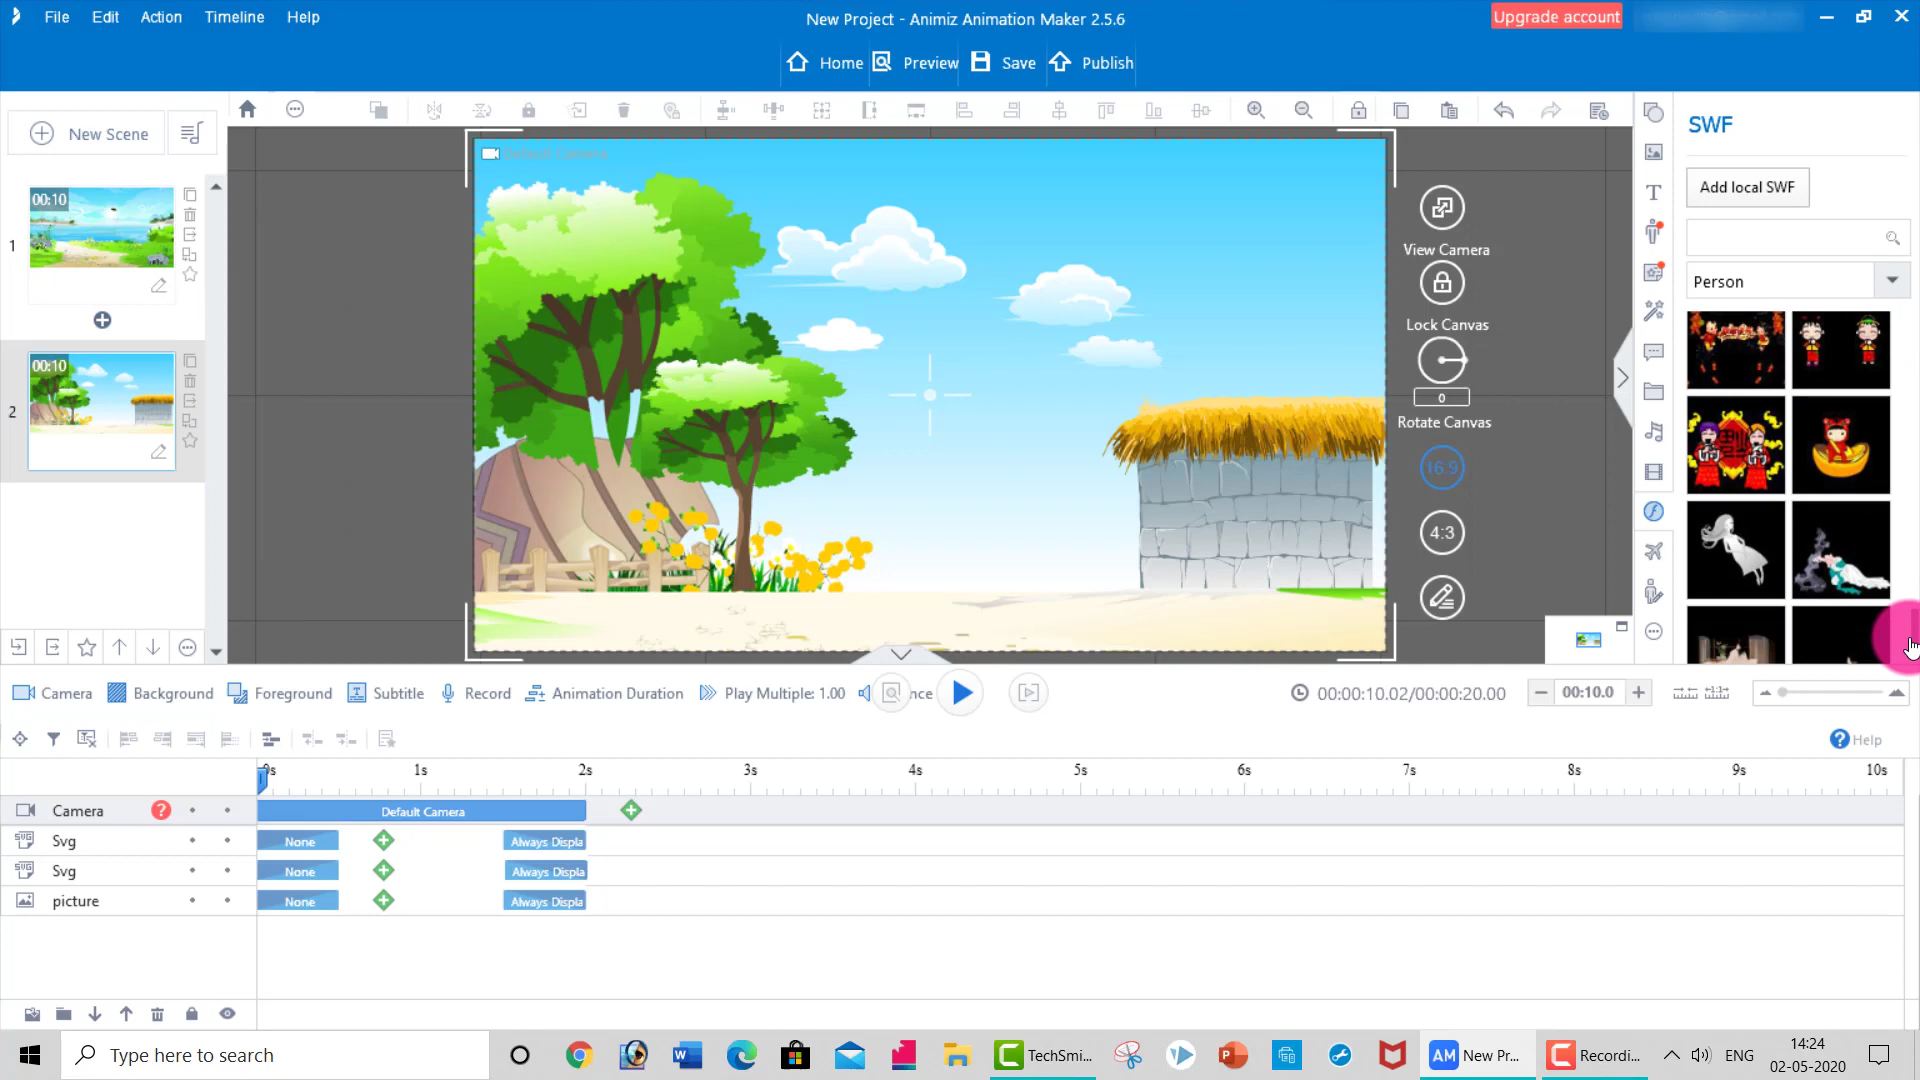 File Edit Action Timeline Help
New Project - Animiz Animation Maker 2.5.6
Upgrade account
Home Preview Save Publish
New Scene
SWF
Add local SWF
Person
00:10
1
00:10
2
Default Camera
View Camera
Lock Canvas
0
Rotate Canvas
16:9
4:3
Camera Background Foreground Subtitle Record Animation Duration Play Multiple: 1.00 nce
00:00:10.02/00:00:20.00
00:10.0
Help
0s 1s 2s 3s 4s 5s 6s 7s 8s 9s 10s
Camera ? Default Camera
SVG Svg None Always Displa
SVG Svg None Always Displa
picture None Always Displa
Type here to search
TechSmi...
AM New Pr...
Recordi...
ENG
14:24
02-05-2020